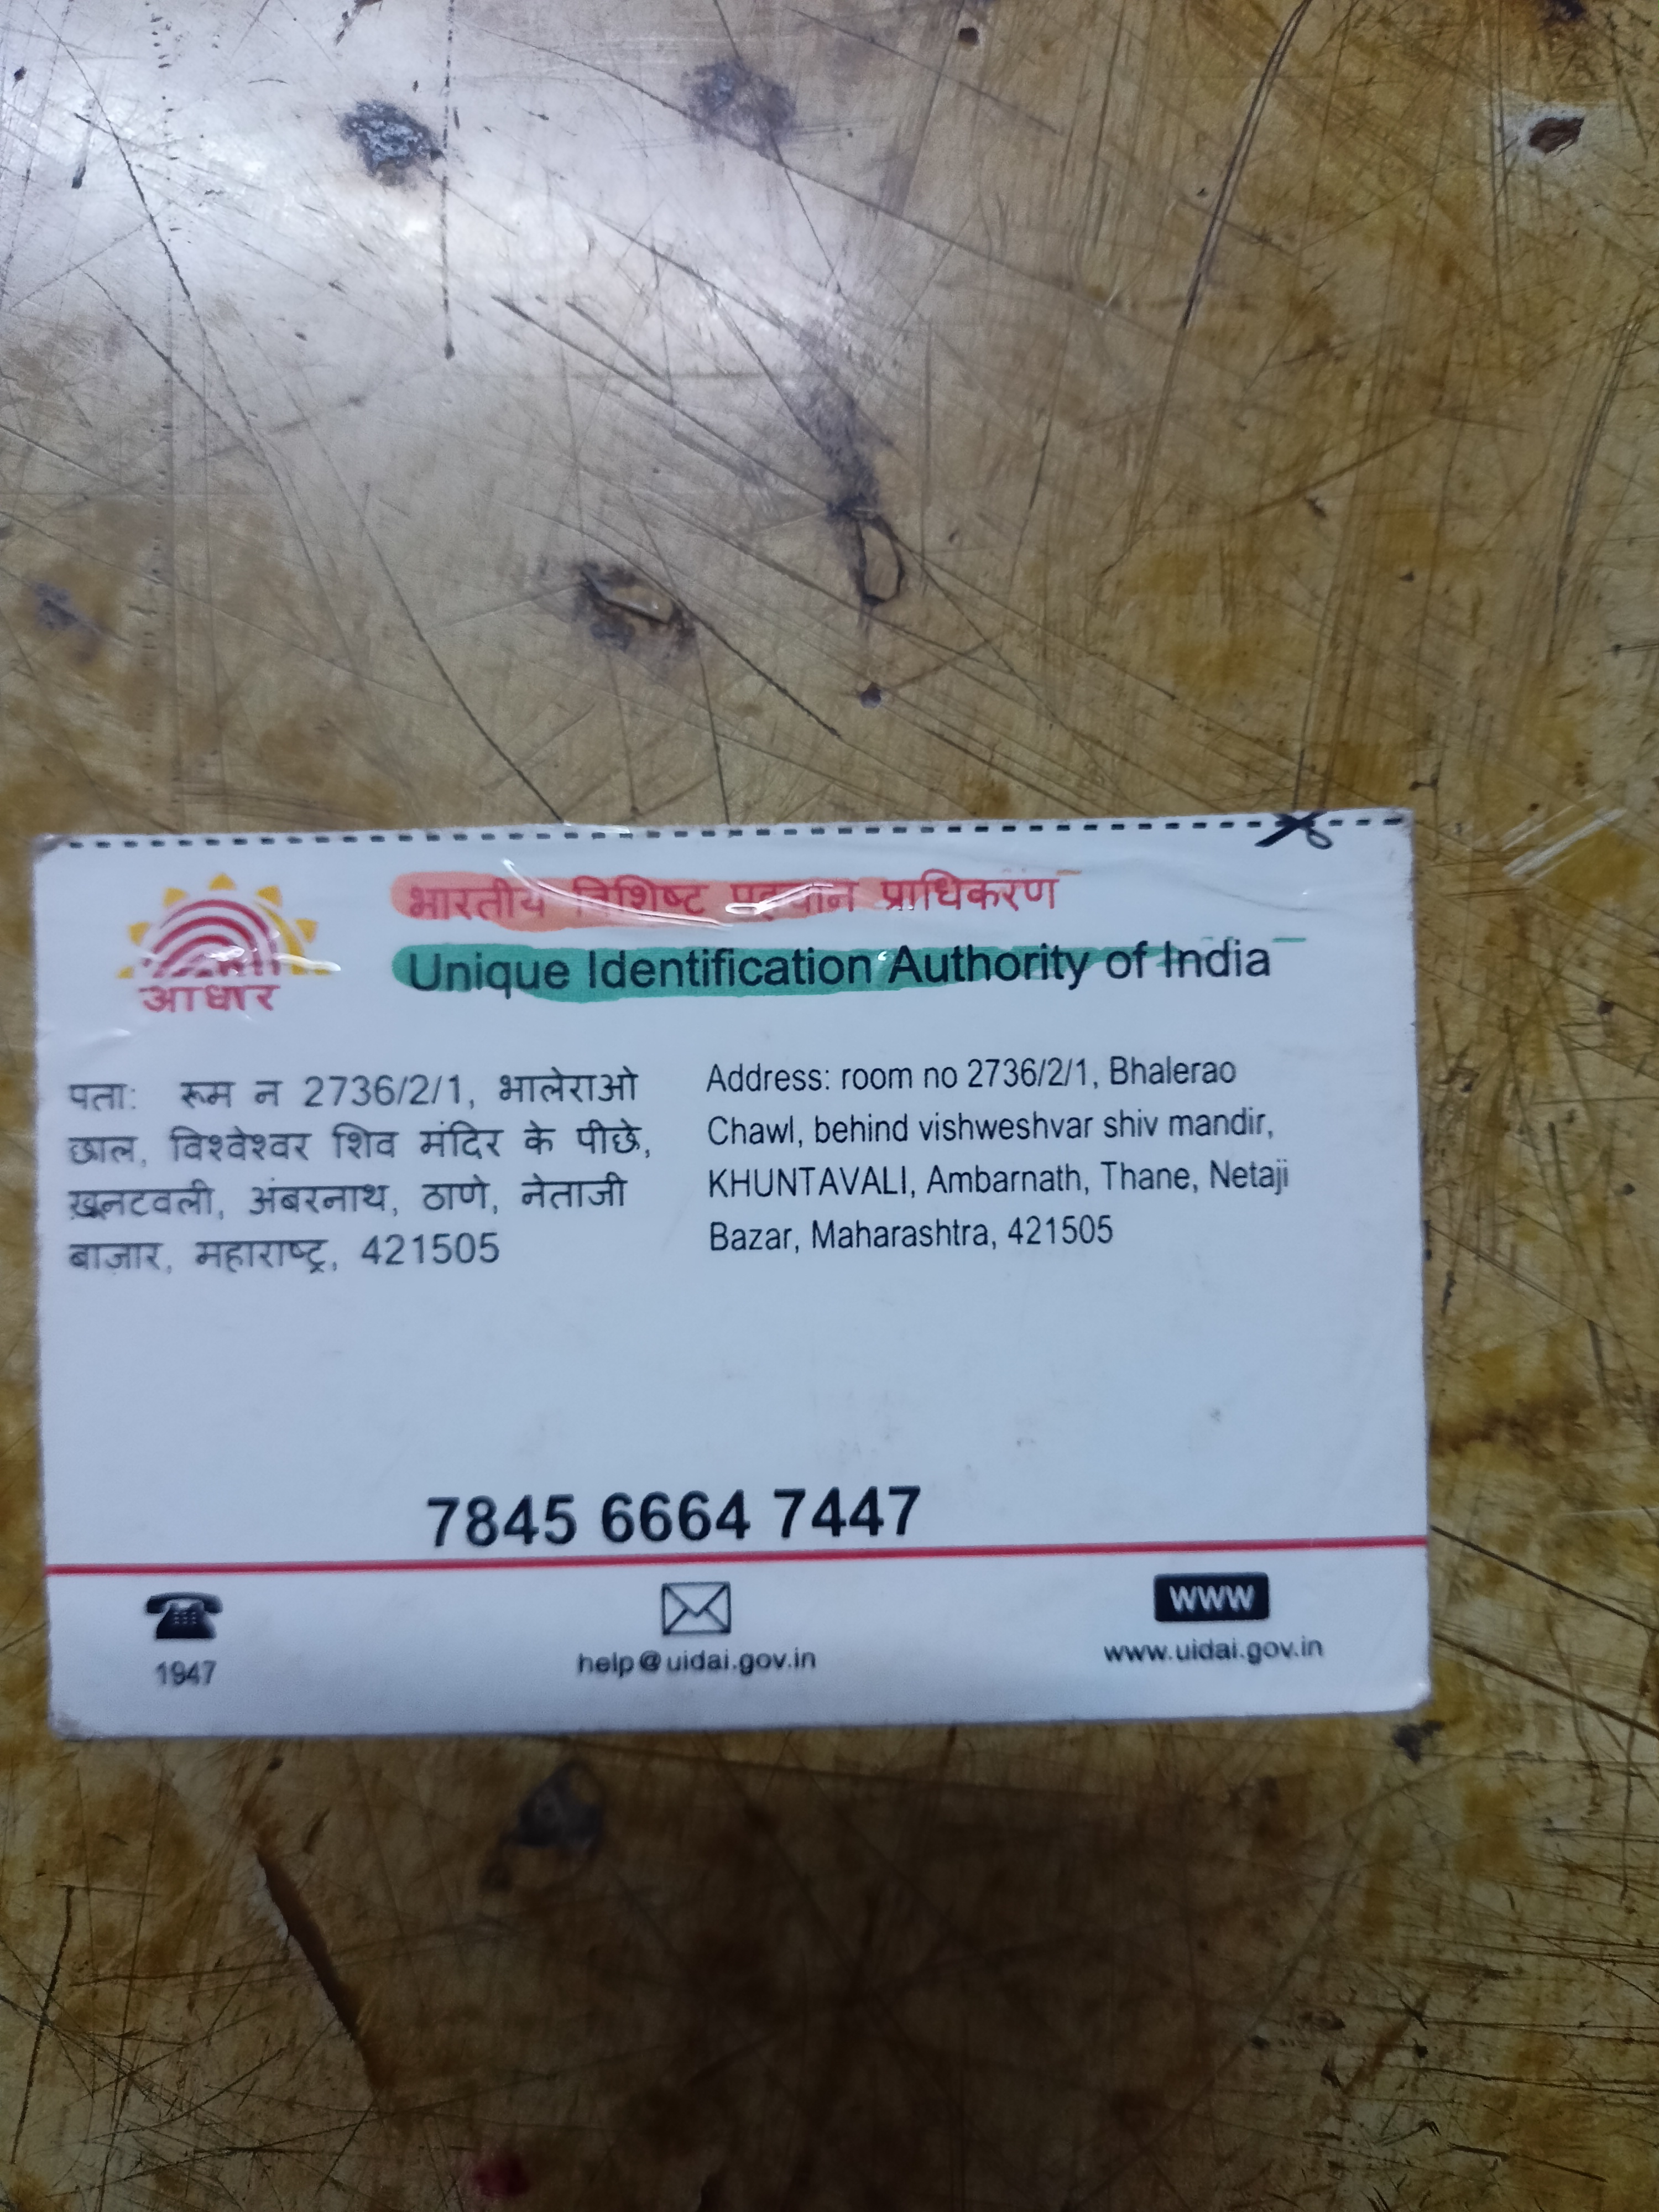 भारतीय विशिष्ट पहचान प्राधिकरण
Unique Identification Authority of India
आधार
पता: रूम न 2736/2/1, भालेराओ
छाल, विश्वेश्वर शिव मंदिर के पीछे,
ख़नटवली, अंबरनाथ, ठाणे, नेताजी
बाज़ार, महाराष्ट्र, 421505
Address: room no 2736/2/1, Bhalerao
Chawl, behind vishweshvar shiv mandir,
KHUNTAVALI, Ambarnath, Thane, Netaji
Bazar, Maharashtra, 421505
7845 6664 7447
1947
help@uidai.gov.in
WWW
www.uidai.gov.in